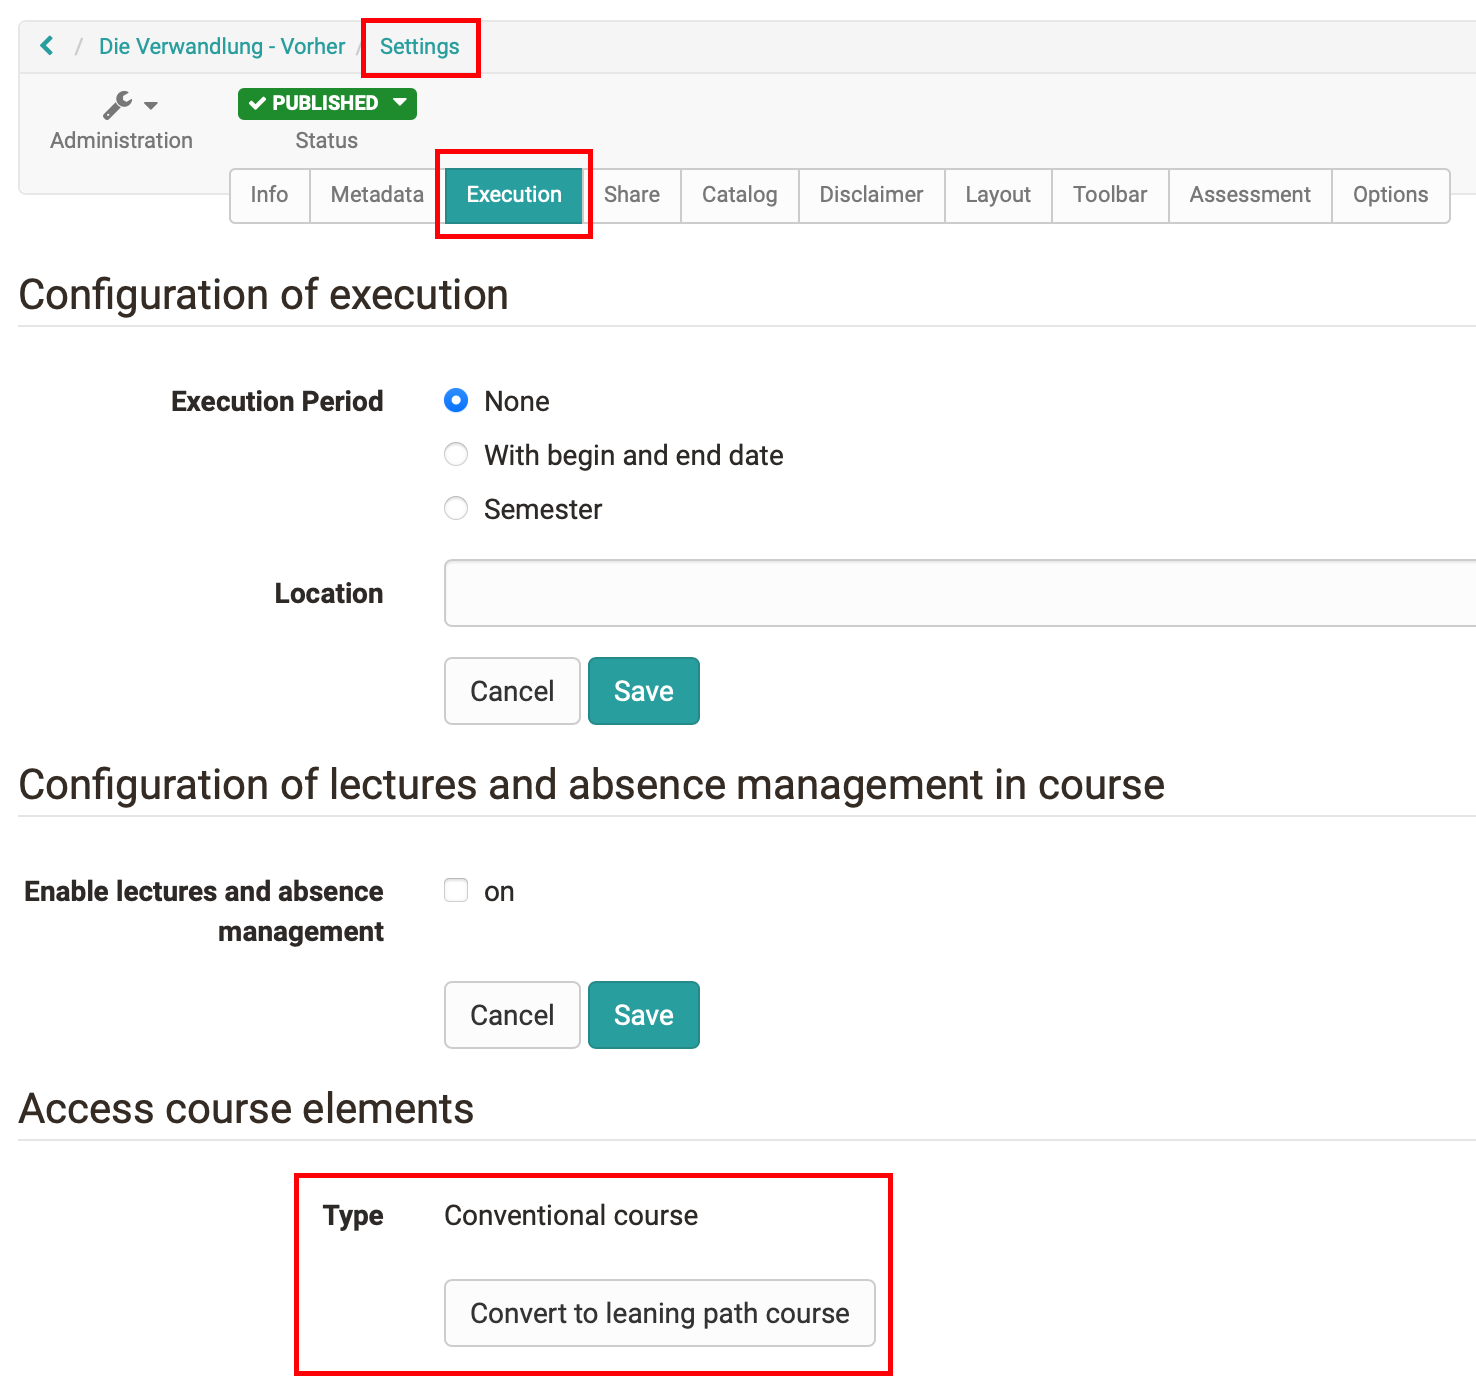 / Die Verwandlung - Vorher / Settings
Administration
PUBLISHED
Status
Info Metadata Execution Share Catalog Disclaimer Layout Toolbar Assessment Options
Configuration of execution
Execution Period None
With begin and end date
Semester
Location
Cancel Save
Configuration of lectures and absence management in course
Enable lectures and absence on
management
Cancel Save
Access course elements
Type Conventional course
Convert to leaning path course